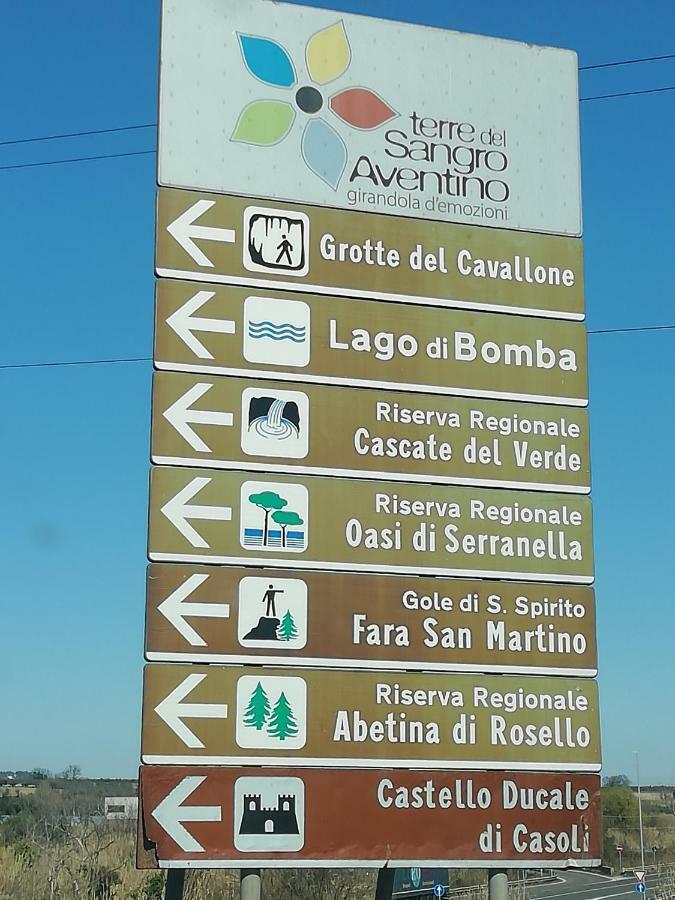 terre del
Sangro
Aventino
girandola d'emozioni
Grotte del Cavallone
Lago di Bomba
Riserva Regionale
Cascate del Verde
Riserva Regionale
Oasi di Serranella
Gole di S. Spirito
Fara San Martino
Riserva Regionale
Abetina di Rosello
Castello Ducale
di Casoli